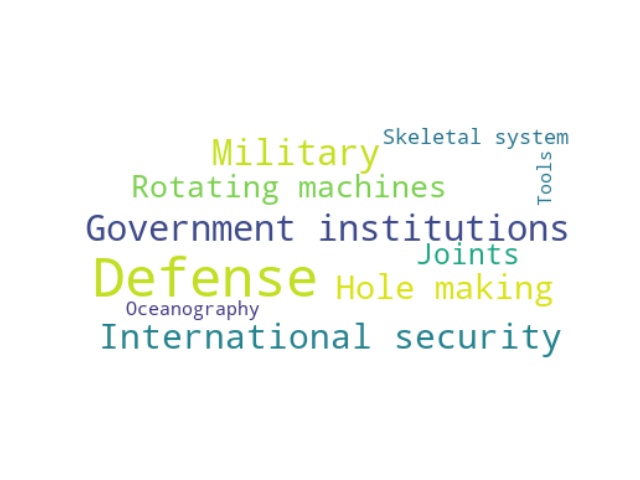 Skeletal system
Military
Tools
Rotating machines
Government institutions
Joints
Defense
Hole making
Oceanography
International security